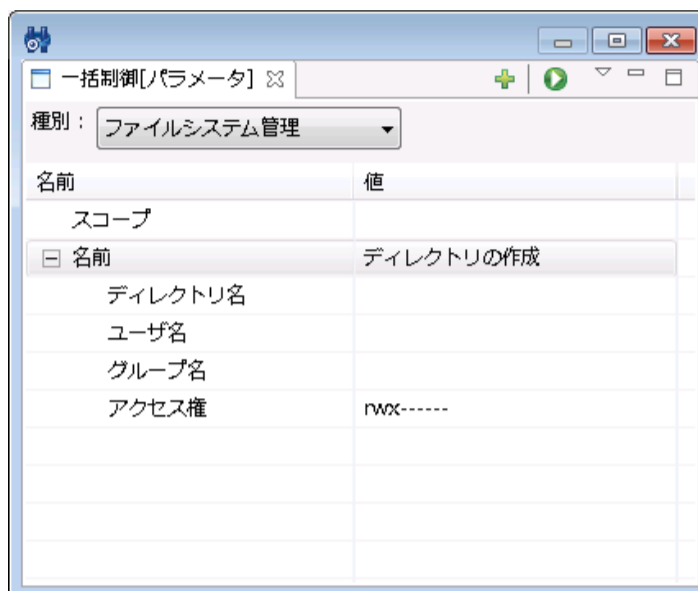 一括制御[パラメータ]
種別： ファイルシステム管理
名前 値
スコープ
名前 ディレクトリの作成
ディレクトリ名
ユーザ名
グループ名
アクセス権 rwx------